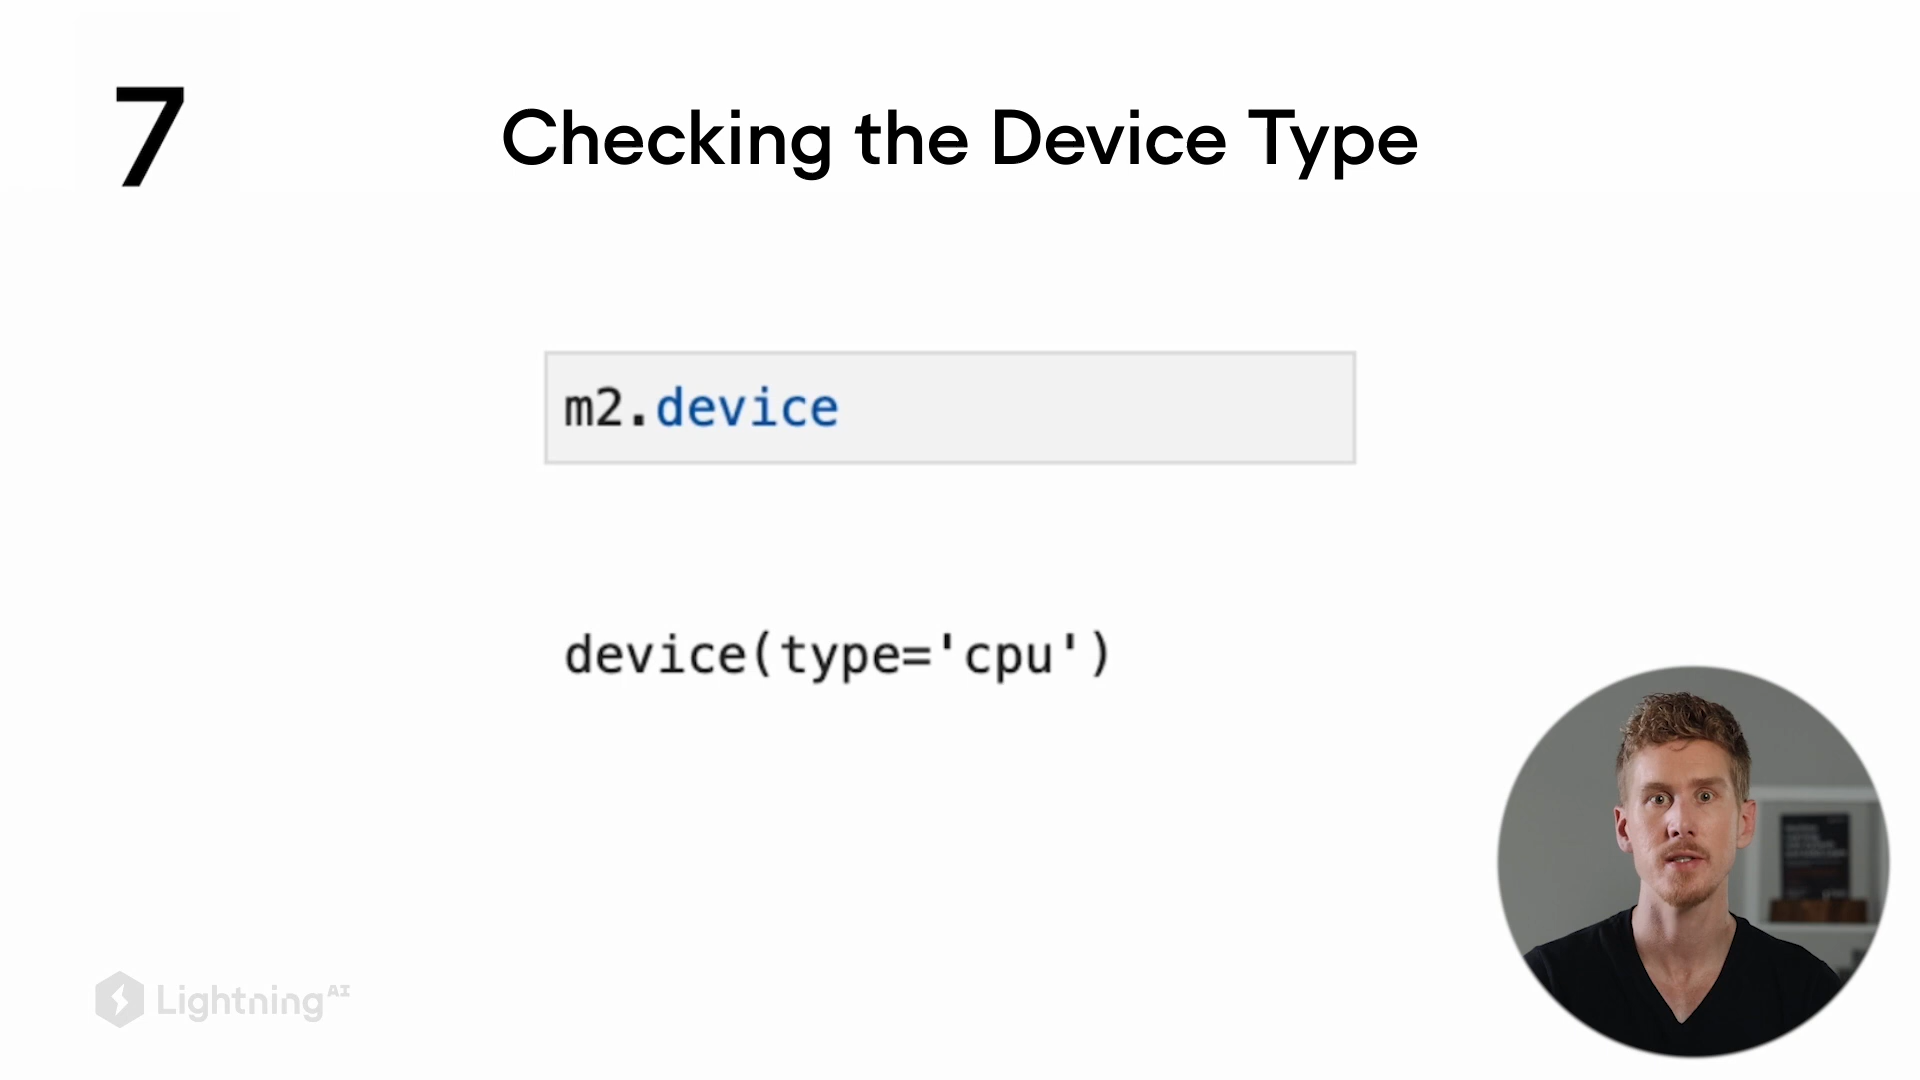 7
Checking the Device Type
m2.device
device(type='cpu')
Lightning AI